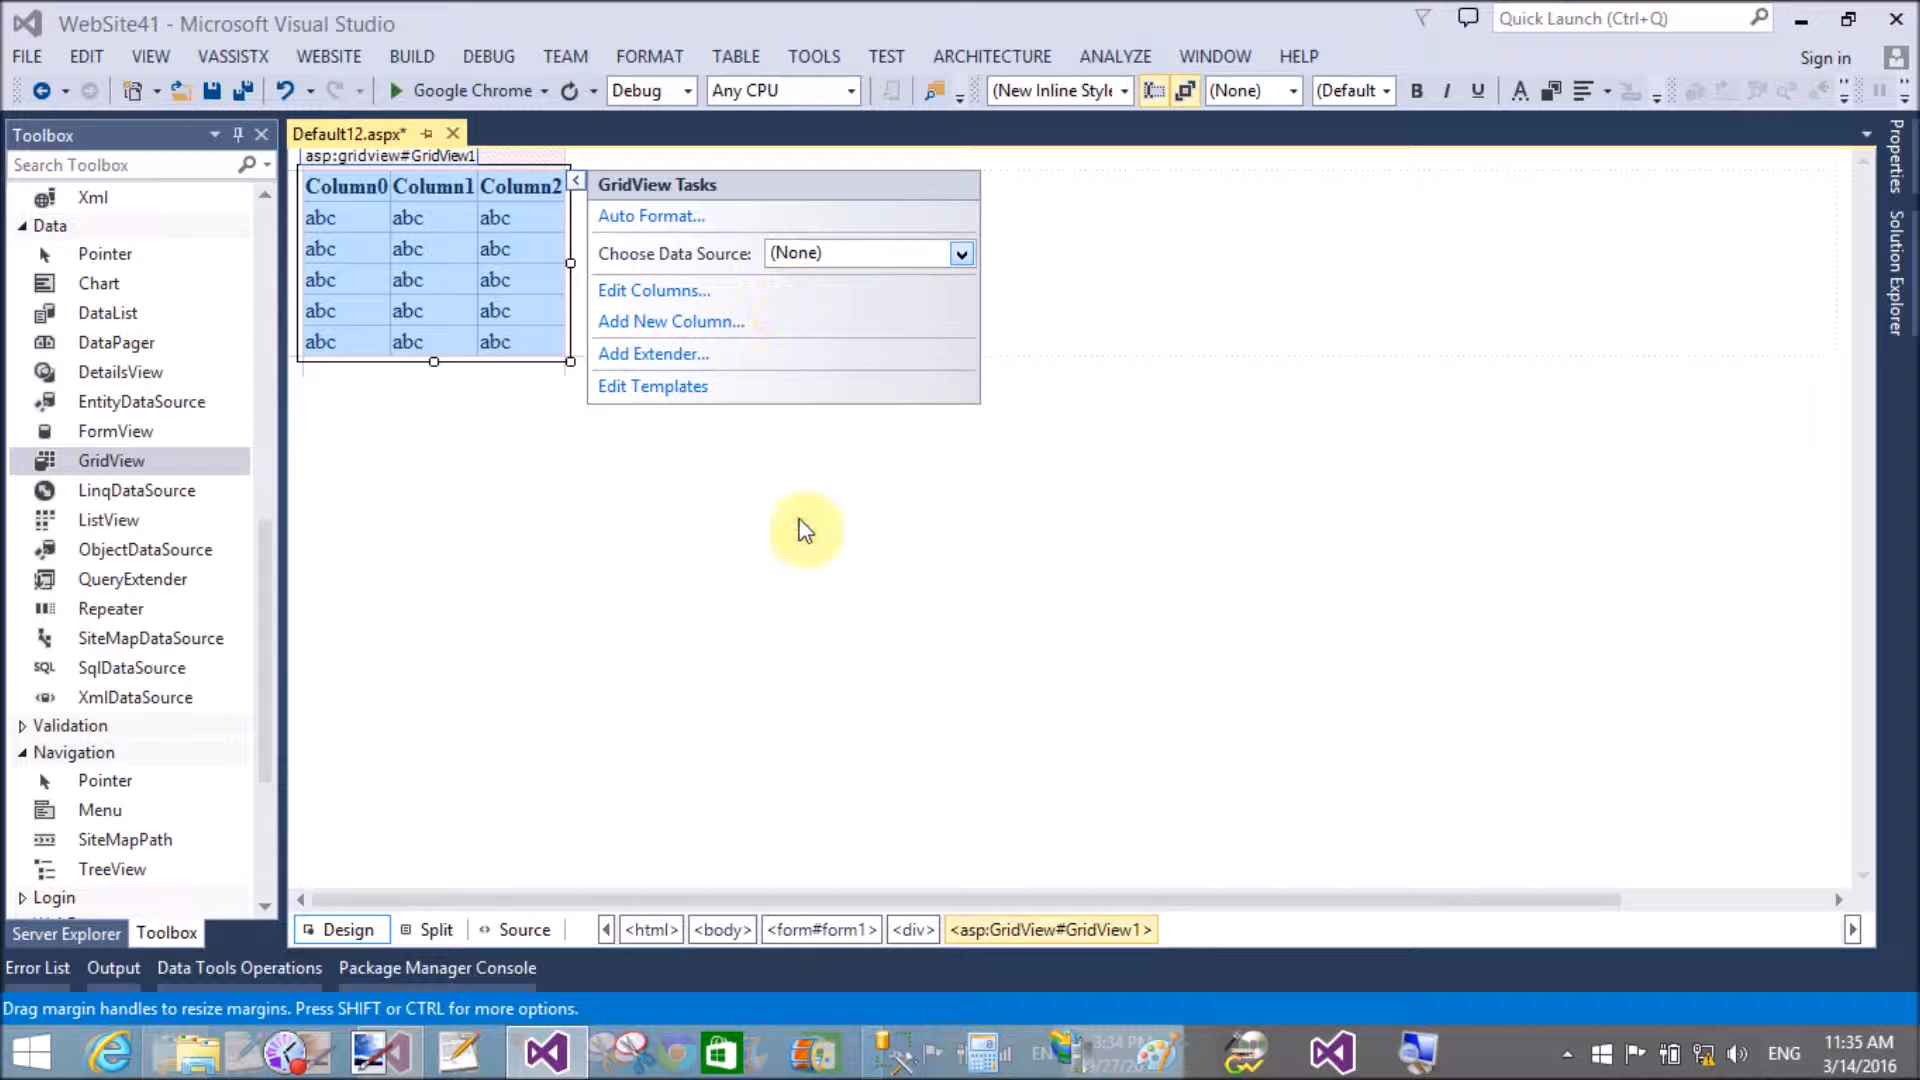 WebSite41 - Microsoft Visual Studio
Quick Launch (Ctrl+Q)
FILE EDIT VIEW VASSISTX WEBSITE BUILD DEBUG TEAM FORMAT TABLE TOOLS TEST ARCHITECTURE ANALYZE WINDOW HELP
Sign in
Google Chrome Debug Any CPU (New Inline Style (None) (Default B I U A
Toolbox
Default12.aspx*
Search Toolbox
asp:gridview#GridView1
Column0 Column1 Column2
abc abc abc
abc abc abc
abc abc abc
abc abc abc
abc abc abc
GridView Tasks
Auto Format...
Choose Data Source: (None)
Edit Columns...
Add New Column...
Add Extender...
Edit Templates
Xml
Data
Pointer
Chart
DataList
DataPager
DetailsView
EntityDataSource
FormView
GridView
LinqDataSource
ListView
ObjectDataSource
QueryExtender
Repeater
SiteMapDataSource
SQL SqlDataSource
XmlDataSource
Validation
Navigation
Pointer
Menu
SiteMapPath
TreeView
Login
Properties
Solution Explorer
Server Explorer Toolbox
Design Split Source <html> <body> <form#form1> <div> <asp:GridView#GridView1>
Error List Output Data Tools Operations Package Manager Console
Drag margin handles to resize margins. Press SHIFT or CTRL for more options.
ENG
11:35 AM
3/14/2016